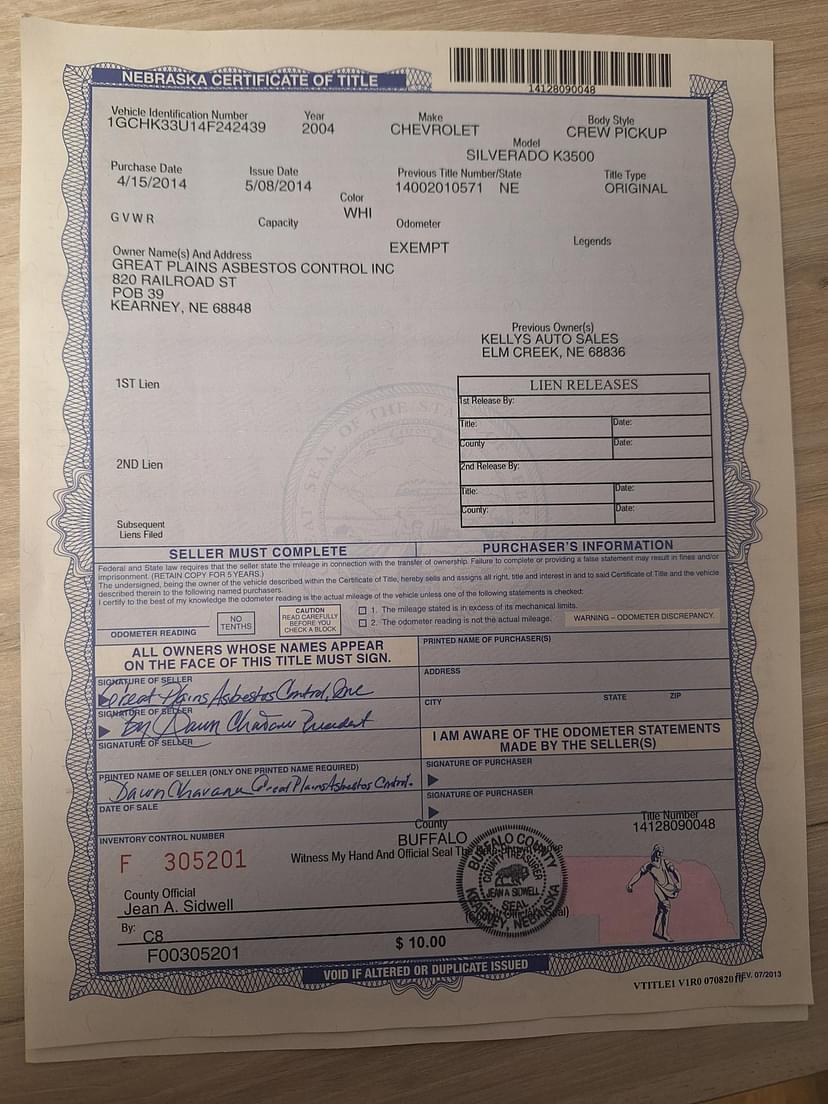 NEBRASKA CERTIFICATE OF TITLE
14128090048
Vehicle Identification Number Year Make Body Style
1GCHK33U14F242439 2004 CHEVROLET CREW PICKUP
Model
SILVERADO K3500
Purchase Date Issue Date Previous Title Number/State Title Type
4/15/2014 5/08/2014 14002010571 NE ORIGINAL
Color
WHI
G V W R Capacity Odometer Legends
EXEMPT
Owner Name(s) And Address
GREAT PLAINS ASBESTOS CONTROL INC
820 RAILROAD ST
POB 39
KEARNEY, NE 68848
Previous Owner(s)
KELLYS AUTO SALES
ELM CREEK, NE 68836
1ST Lien
LIEN RELEASES
1st Release By:
Title: Date:
County Date:
2ND Lien
2nd Release By:
Title: Date:
County: Date:
Subsequent
Liens Filed
SELLER MUST COMPLETE PURCHASER'S INFORMATION
Federal and State law requires that the seller state the mileage in connection with the transfer of ownership. Failure to complete or providing a false statement may result in fines and/or
imprisonment. (RETAIN COPY FOR 5 YEARS.)
The undersigned, being the owner of the vehicle described within the Certificate of Title, hereby sells and assigns all right, title and interest in and to said Certificate of Title and the vehicle
described therein to the following named purchasers.
I certify to the best of my knowledge the odometer reading is the actual mileage of the vehicle unless one of the following statements is checked:
ODOMETER READING
NO
TENTHS
CAUTION
READ CAREFULLY
BEFORE YOU
CHECK A BLOCK
1. The mileage stated is in excess of its mechanical limits.
2. The odometer reading is not the actual mileage.
WARNING – ODOMETER DISCREPANCY.
ALL OWNERS WHOSE NAMES APPEAR
ON THE FACE OF THIS TITLE MUST SIGN.
SIGNATURE OF SELLER
Great Plains Asbestos Control, Inc
SIGNATURE OF SELLER
By Dawn Chavanu President
SIGNATURE OF SELLER
PRINTED NAME OF SELLER (ONLY ONE PRINTED NAME REQUIRED)
Dawn Chavanu Great Plains Asbestos Control.
DATE OF SALE
PRINTED NAME OF PURCHASER(S)
ADDRESS
CITY STATE ZIP
I AM AWARE OF THE ODOMETER STATEMENTS
MADE BY THE SELLER(S)
SIGNATURE OF PURCHASER
SIGNATURE OF PURCHASER
INVENTORY CONTROL NUMBER
F 305201
County
BUFFALO
Title Number
14128090048
Witness My Hand And Official Seal
BUFFALO COUNTY
COUNTY TREASURER
JEAN A SIDWELL
SEAL
KEARNEY, NEBRASKA
County Official
Jean A. Sidwell
By: C8
F00305201
$ 10.00
VOID IF ALTERED OR DUPLICATE ISSUED
VTITLE1 V1R0 07082010
REV. 07/2013